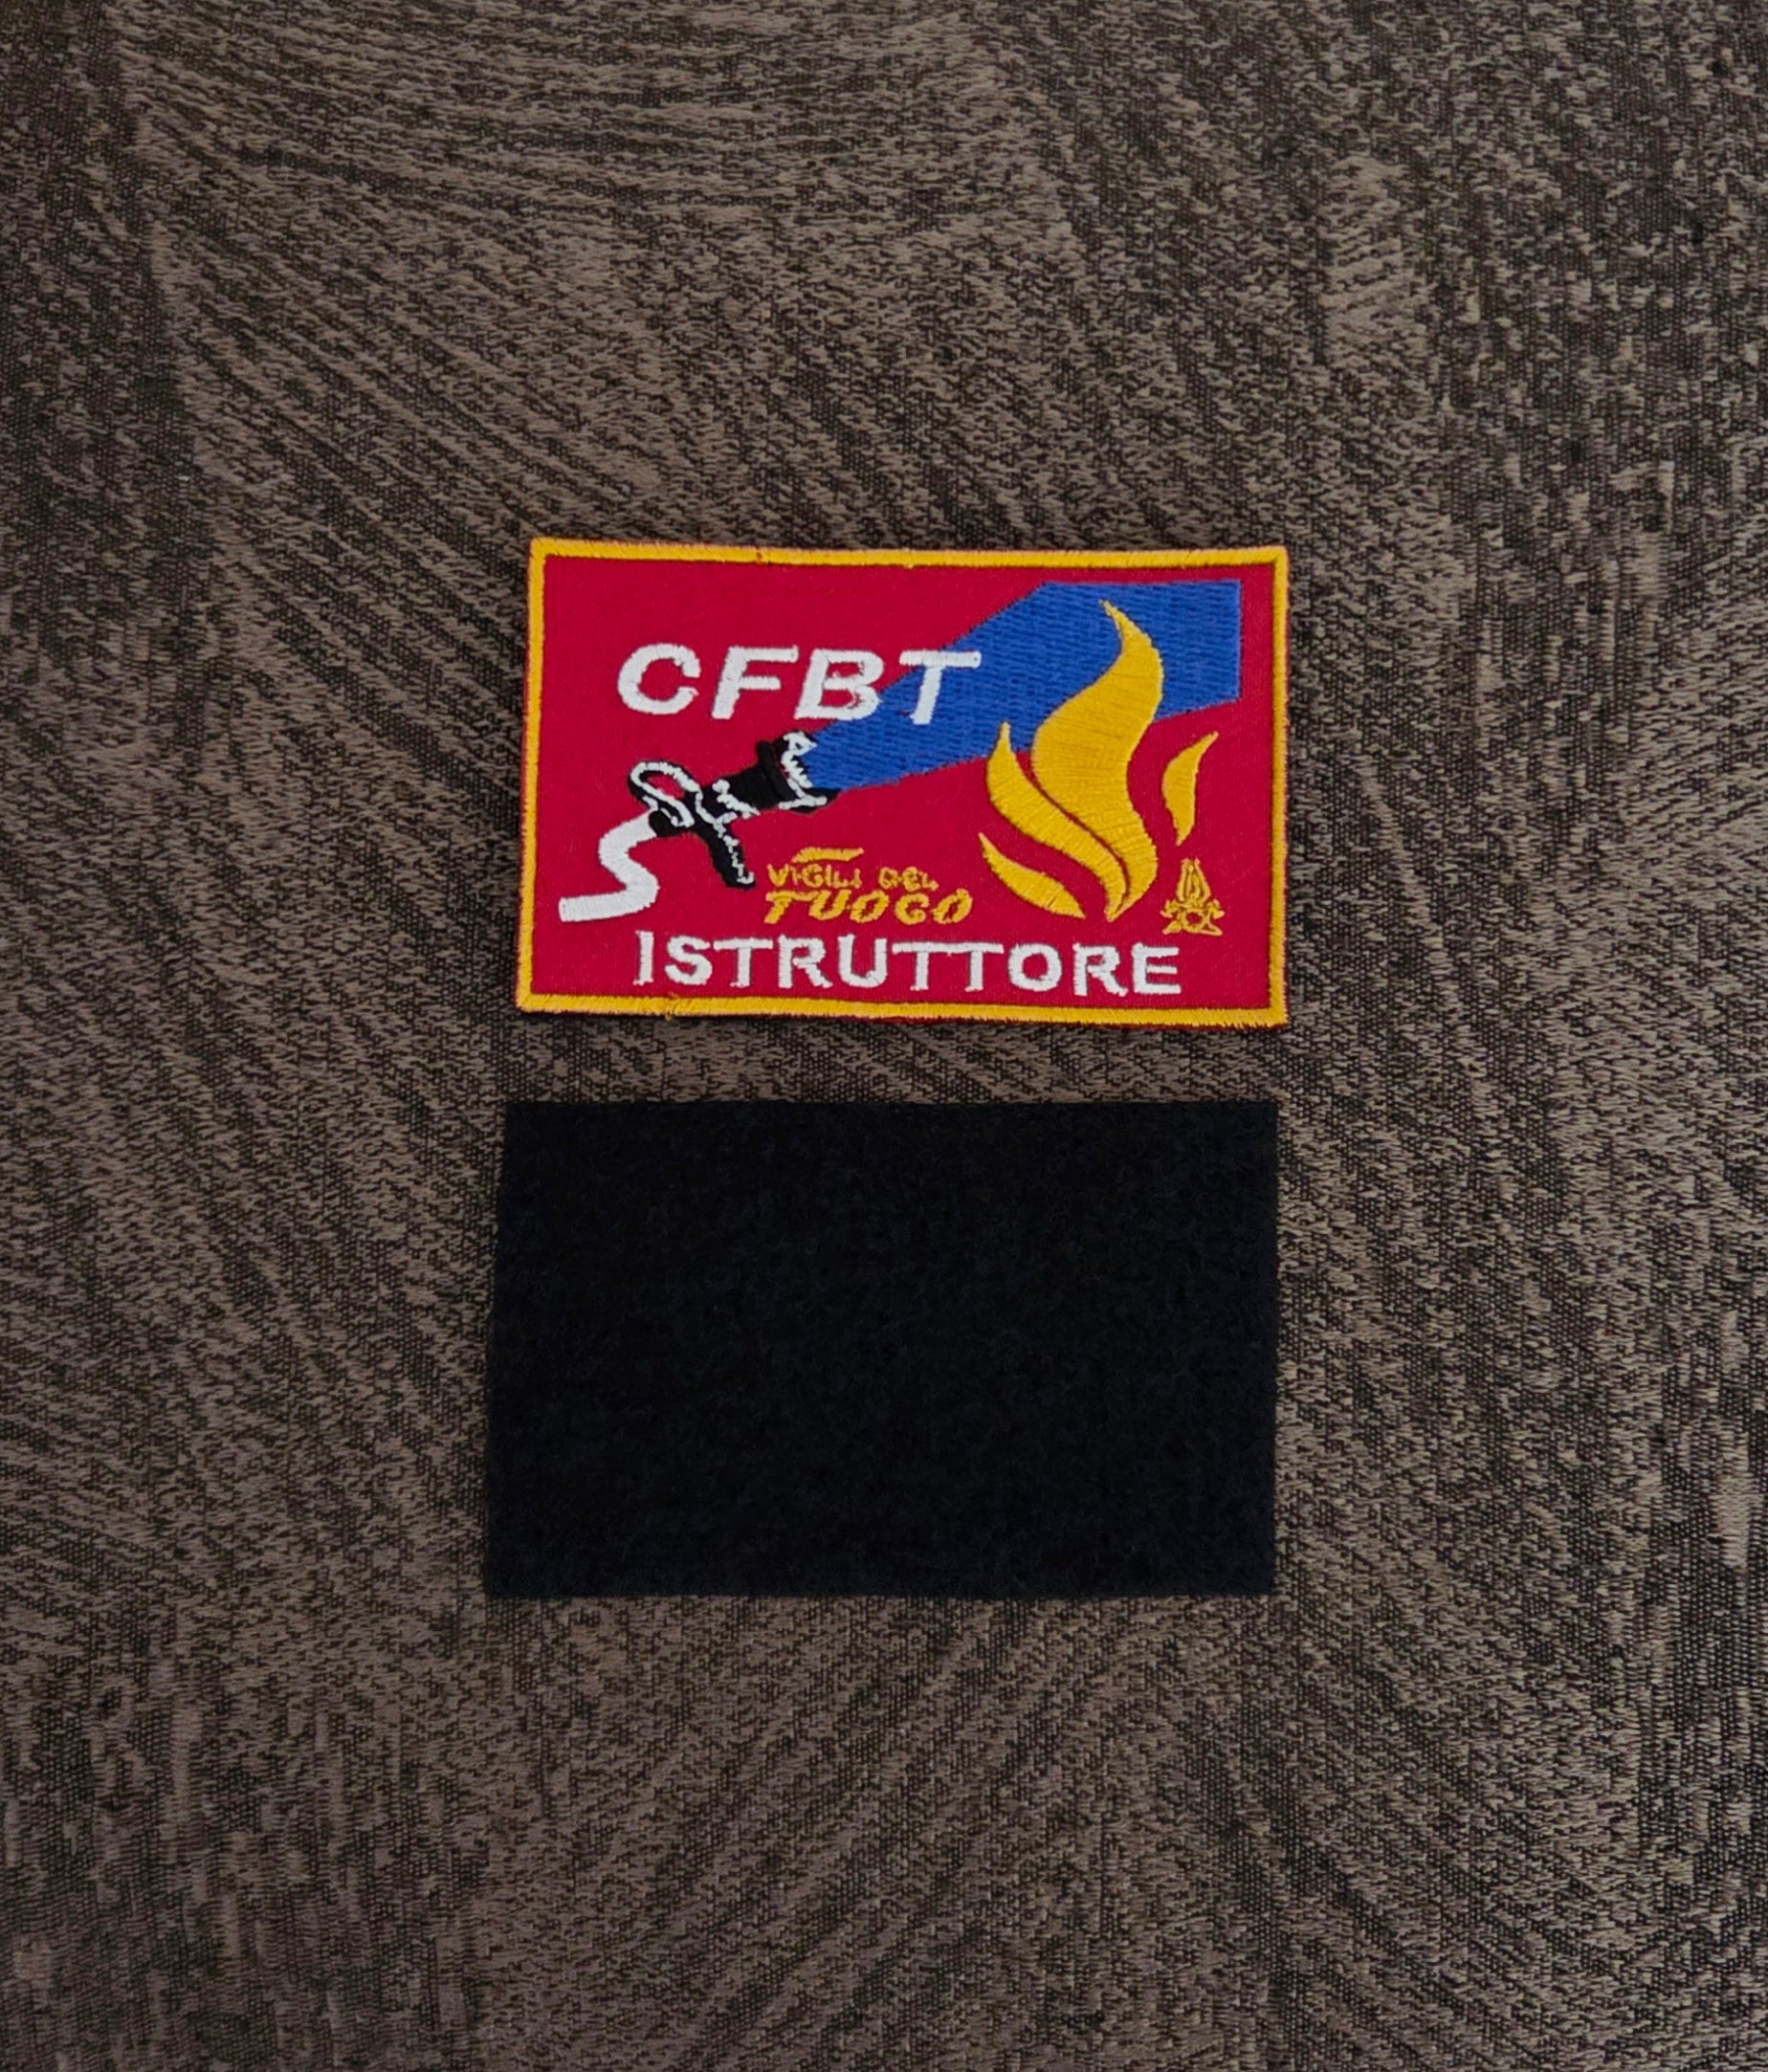 CFBT
VIGILI DEL
FUOCO
ISTRUTTORE